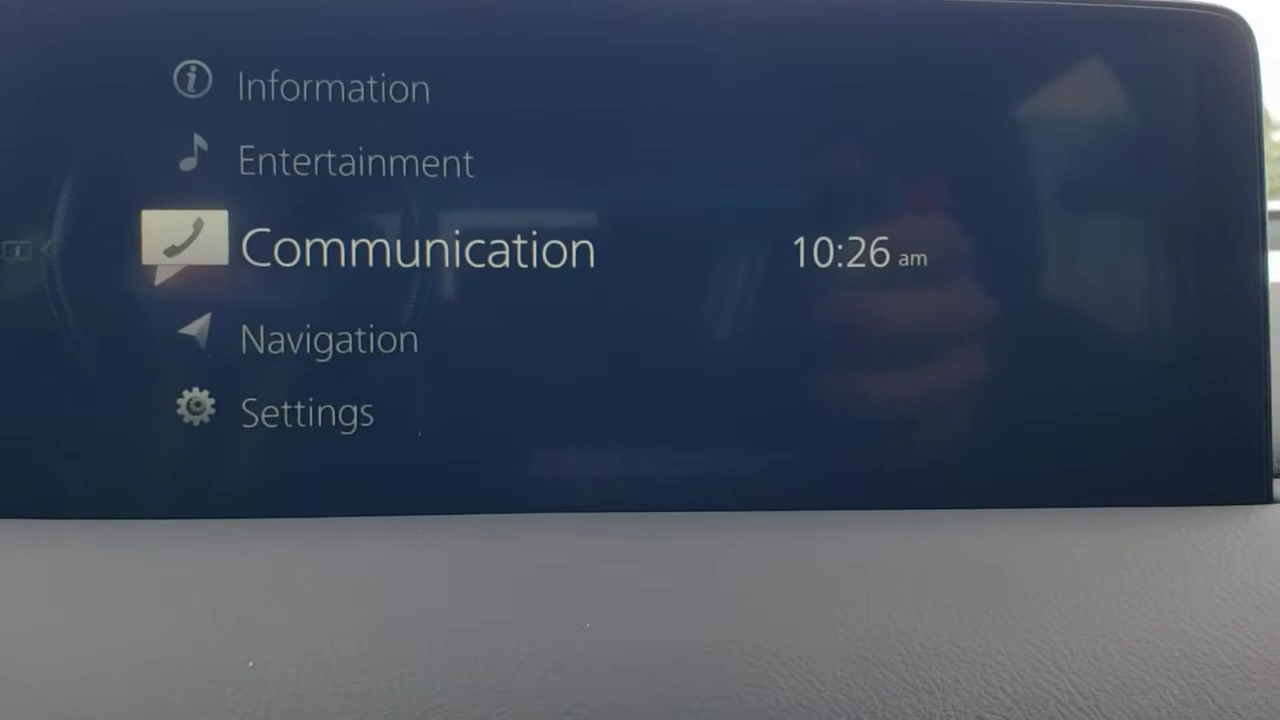 Information
Entertainment
Communication
10:26 am
Navigation
Settings